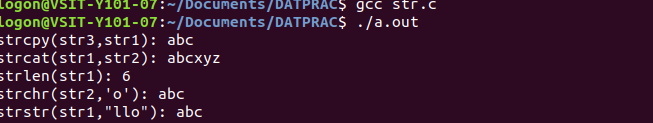 logon@VSIT-Y101-07:~/Documents/DATPRAC$ gcc str.c
logon@VSIT-Y101-07:~/Documents/DATPRAC$ ./a.out
strcpy(str3,str1): abc
strcat(str1,str2): abcxyz
strlen(str1): 6
strchr(str2,'o'): abc
strstr(str1,"llo"): abc